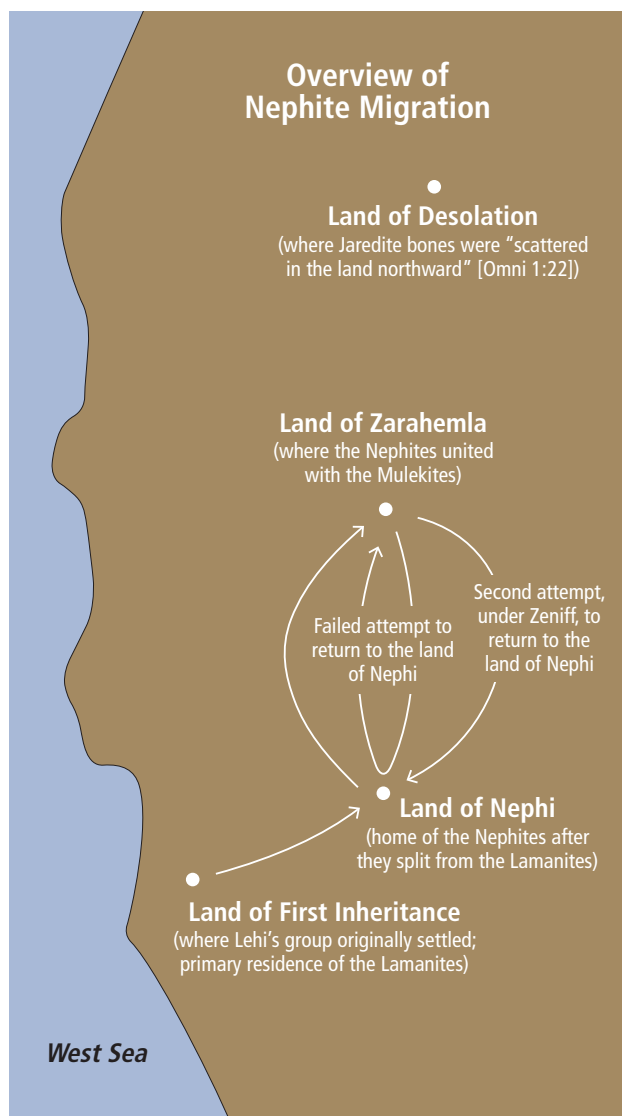 Overview of
Nephite Migration
Land of Desolation
(where Jaredite bones were “scattered
in the land northward” [Omni 1:22])
Land of Zarahemla
(where the Nephites united
with the Mulekites)
Failed attempt to
return to the land
of Nephi
Second attempt,
under Zeniff, to
return to the
land of Nephi
Land of Nephi
(home of the Nephites after
they split from the Lamanites)
Land of First Inheritance
(where Lehi’s group originally settled;
primary residence of the Lamanites)
West Sea